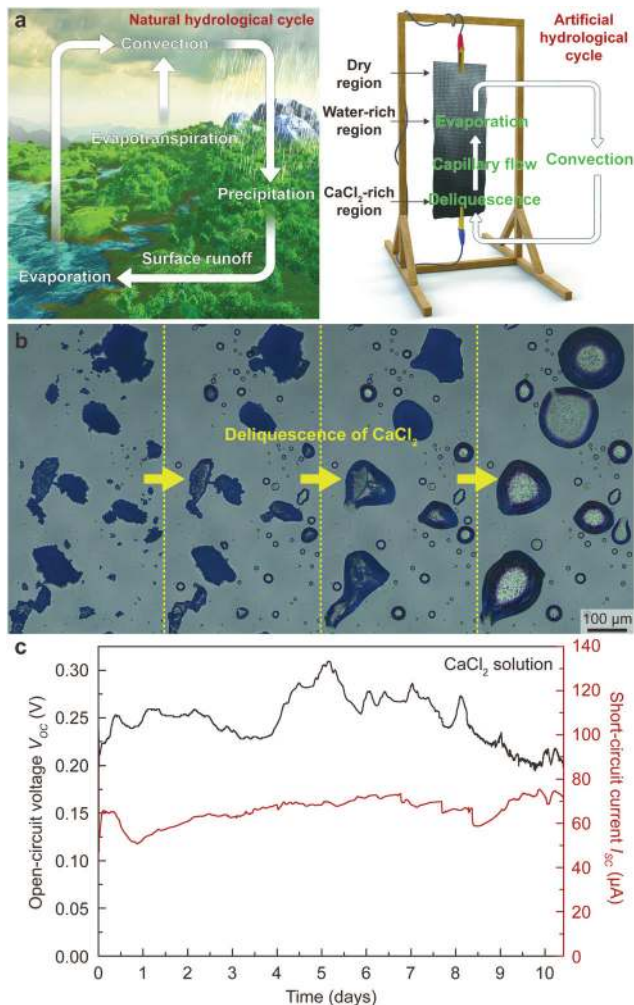 a
Natural hydrological cycle
Convection
Evapotranspiration
Precipitation
Surface runoff
Evaporation
Artificial
hydrological
cycle
Dry
region
Water-rich
region
CaCl₂-rich
region
Evaporation
Capillary flow
Deliquescence
Convection
b
Deliquescence of CaCl₂
100 μm
c
CaCl₂ solution
Open-circuit voltage V_OC (V)
0.30
0.25
0.20
0.15
0.10
0.05
0.00
140
120
100
80
60
40
20
0
Short-circuit current I_SC (μA)
0 1 2 3 4 5 6 7 8 9 10
Time (days)